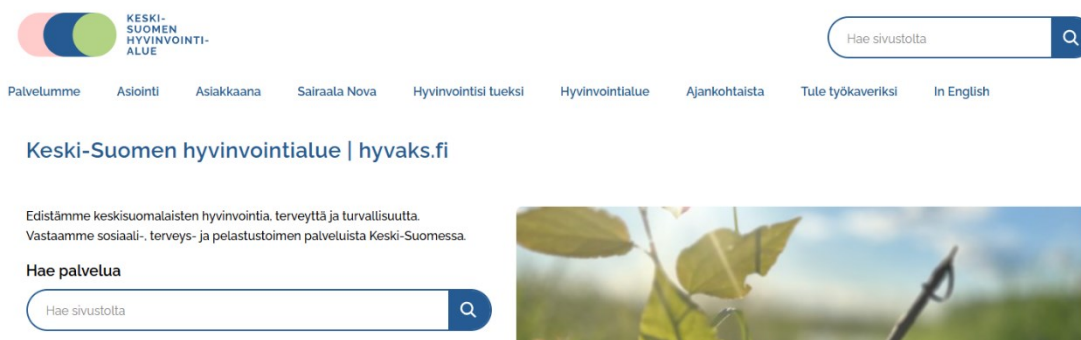 KESKI-
SUOMEN
HYVINVOINTI-
ALUE
Hae sivustolta
Palvelumme Asiointi Asiakkaana Sairaala Nova Hyvinvointisi tueksi Hyvinvointialue Ajankohtaista Tule työkaveriksi In English
Keski-Suomen hyvinvointialue | hyvaks.fi
Edistämme keskisuomalaisten hyvinvointia, terveyttä ja turvallisuutta.
Vastaamme sosiaali-, terveys- ja pelastustoimen palveluista Keski-Suomessa.
Hae palvelua
Hae sivustolta